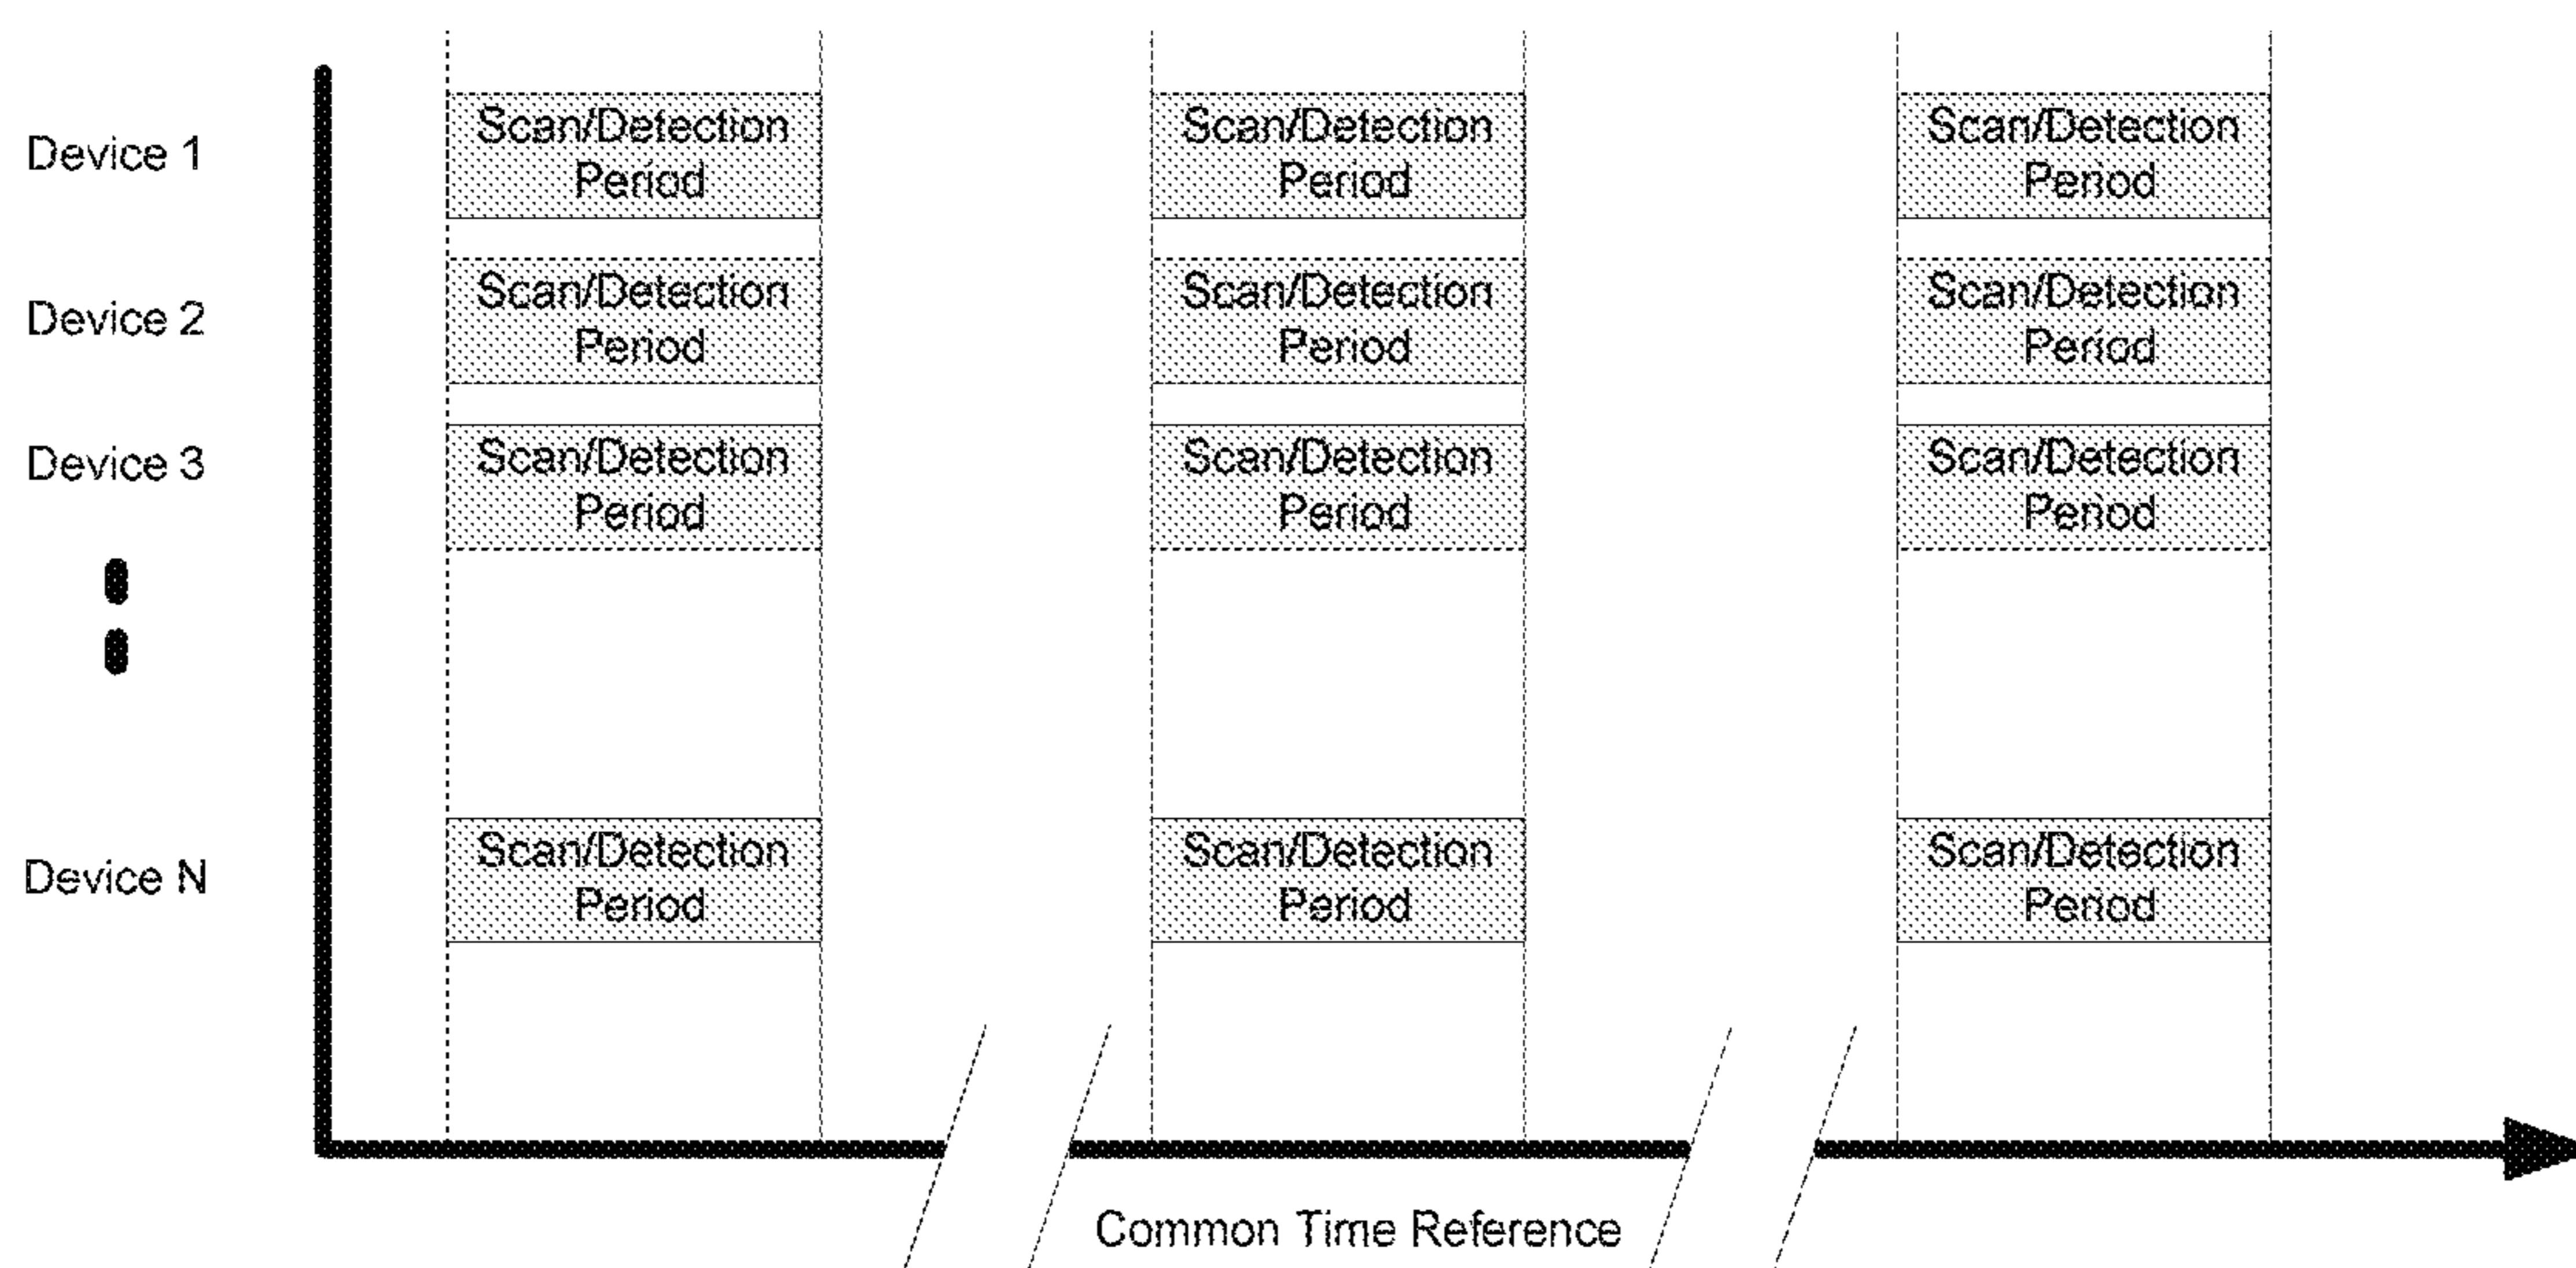 Device 1
Scan/Detection
Period
Scan/Detection
Period
Scan/Detection
Period
Device 2
Scan/Detection
Period
Scan/Detection
Period
Scan/Detection
Period
Device 3
Scan/Detection
Period
Scan/Detection
Period
Scan/Detection
Period
Device N
Scan/Detection
Period
Scan/Detection
Period
Scan/Detection
Period
Common Time Reference